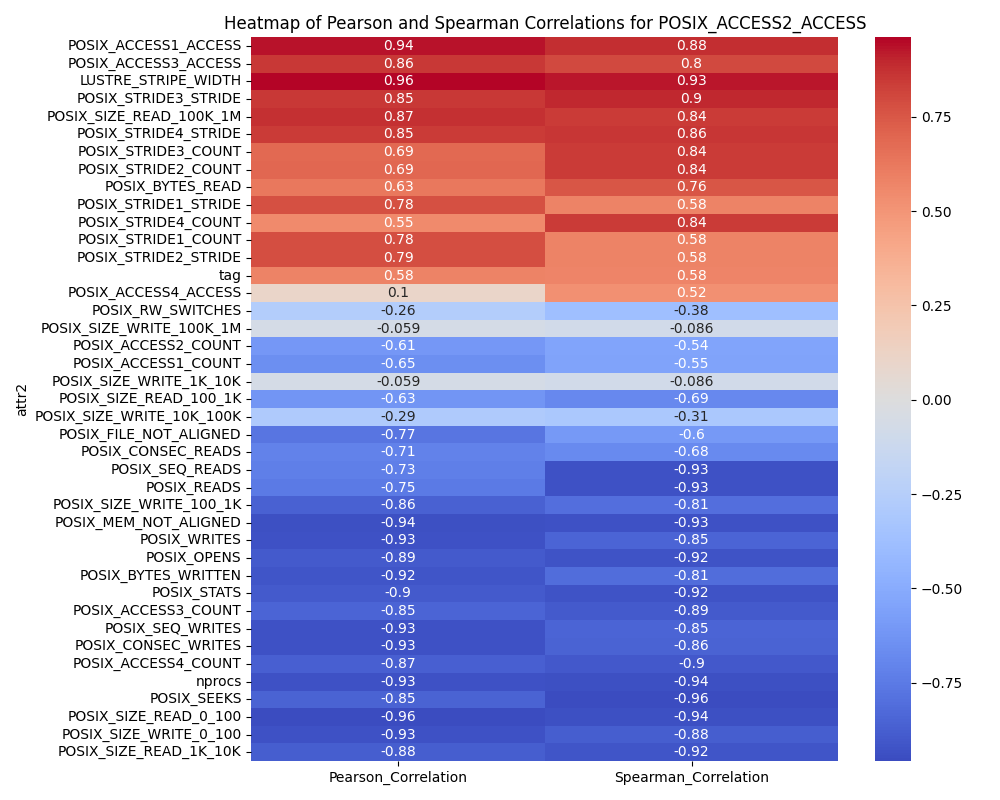 Heatmap of Pearson and Spearman Correlations for POSIX_ACCESS2_ACCESS
POSIX_ACCESS1_ACCESS 0.94 0.88
POSIX_ACCESS3_ACCESS 0.86 0.8
LUSTRE_STRIPE_WIDTH 0.96 0.93
POSIX_STRIDE3_STRIDE 0.85 0.9
POSIX_SIZE_READ_100K_1M 0.87 0.84
POSIX_STRIDE4_STRIDE 0.85 0.86
POSIX_STRIDE3_COUNT 0.69 0.84
POSIX_STRIDE2_COUNT 0.69 0.84
POSIX_BYTES_READ 0.63 0.76
POSIX_STRIDE1_STRIDE 0.78 0.58
POSIX_STRIDE4_COUNT 0.55 0.84
POSIX_STRIDE1_COUNT 0.78 0.58
POSIX_STRIDE2_STRIDE 0.79 0.58
tag 0.58 0.58
POSIX_ACCESS4_ACCESS 0.1 0.52
POSIX_RW_SWITCHES -0.26 -0.38
POSIX_SIZE_WRITE_100K_1M -0.059 -0.086
POSIX_ACCESS2_COUNT -0.61 -0.54
POSIX_ACCESS1_COUNT -0.65 -0.55
POSIX_SIZE_WRITE_1K_10K -0.059 -0.086
POSIX_SIZE_READ_100_1K -0.63 -0.69
POSIX_SIZE_WRITE_10K_100K -0.29 -0.31
POSIX_FILE_NOT_ALIGNED -0.77 -0.6
POSIX_CONSEC_READS -0.71 -0.68
POSIX_SEQ_READS -0.73 -0.93
POSIX_READS -0.75 -0.93
POSIX_SIZE_WRITE_100_1K -0.86 -0.81
POSIX_MEM_NOT_ALIGNED -0.94 -0.93
POSIX_WRITES -0.93 -0.85
POSIX_OPENS -0.89 -0.92
POSIX_BYTES_WRITTEN -0.92 -0.81
POSIX_STATS -0.9 -0.92
POSIX_ACCESS3_COUNT -0.85 -0.89
POSIX_SEQ_WRITES -0.93 -0.85
POSIX_CONSEC_WRITES -0.93 -0.86
POSIX_ACCESS4_COUNT -0.87 -0.9
nprocs -0.93 -0.94
POSIX_SEEKS -0.85 -0.96
POSIX_SIZE_READ_0_100 -0.96 -0.94
POSIX_SIZE_WRITE_0_100 -0.93 -0.88
POSIX_SIZE_READ_1K_10K -0.88 -0.92
attr2
Pearson_Correlation Spearman_Correlation
0.75
0.50
0.25
0.00
−0.25
−0.50
−0.75